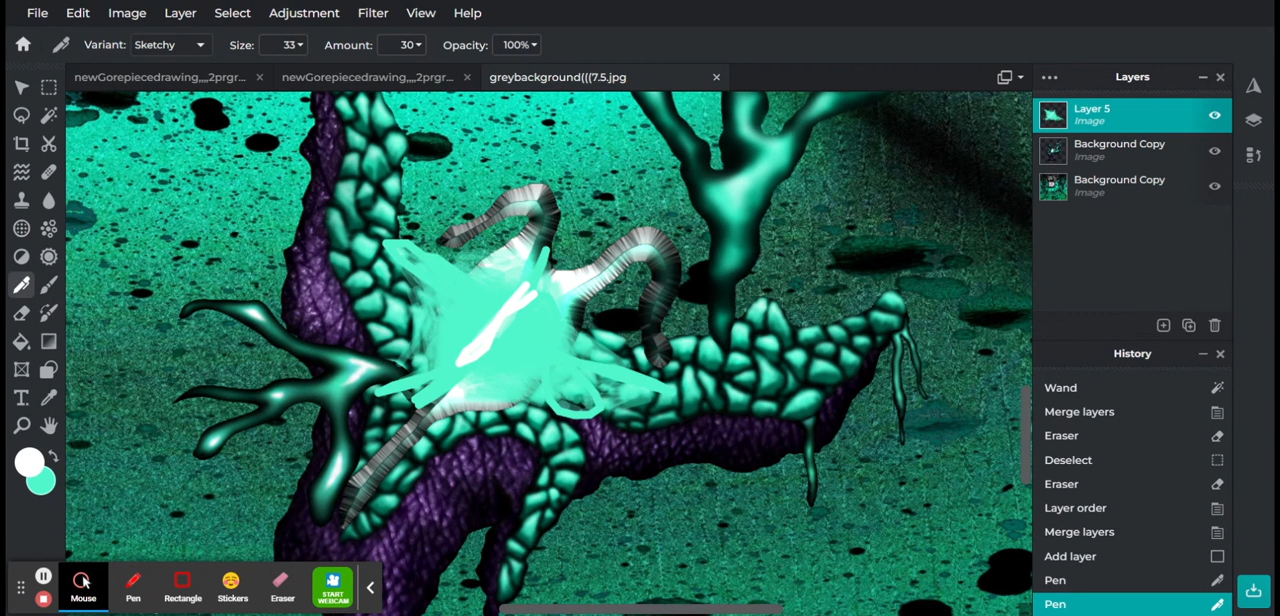 File Edit Image Layer Select Adjustment Filter View Help
Variant: Sketchy Size: 33 Amount: 30 Opacity: 100%
newGorepiecedrawing,,,,2prgr... newGorepiecedrawing,,,,2prgr... greybackground(((7.5.jpg
Layers
Layer 5
Image
Background Copy
Image
Background Copy
Image
History
Wand
Merge layers
Eraser
Deselect
Eraser
Layer order
Merge layers
Add layer
Pen
Pen
Mouse Pen Rectangle Stickers Eraser START
WEBCAM